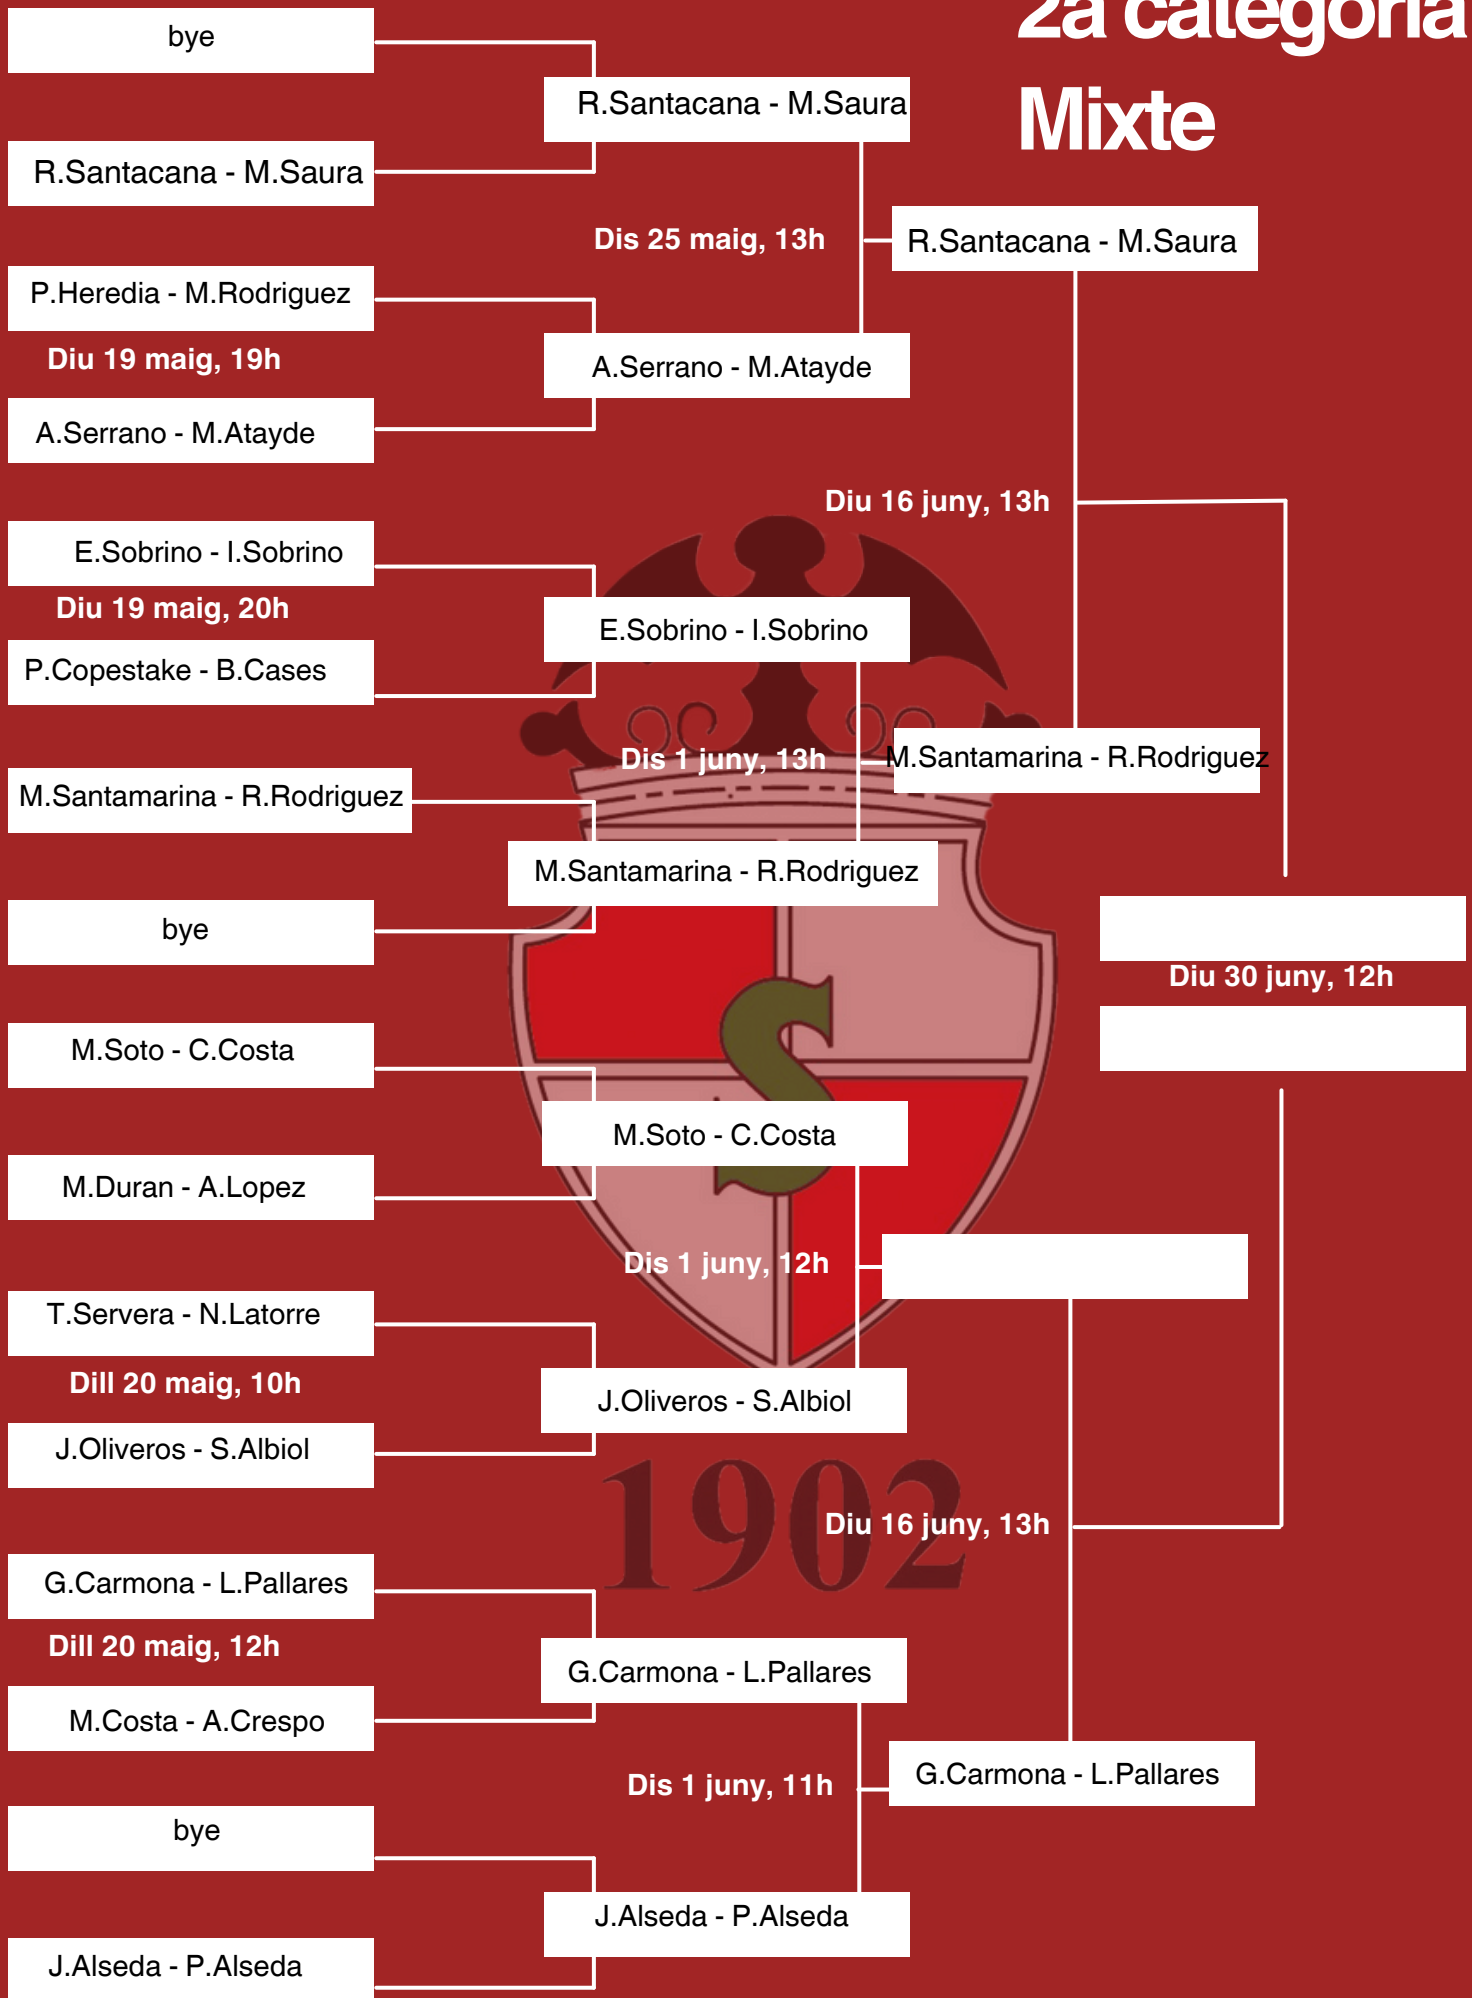 2a categoria
Mixte
bye
R.Santacana - M.Saura
R.Santacana - M.Saura
Dis 25 maig, 13h
R.Santacana - M.Saura
P.Heredia - M.Rodriguez
Diu 19 maig, 19h
A.Serrano - M.Atayde
A.Serrano - M.Atayde
Diu 16 juny, 13h
E.Sobrino - I.Sobrino
Diu 19 maig, 20h
E.Sobrino - I.Sobrino
P.Copestake - B.Cases
Dis 1 juny, 13h
M.Santamarina - R.Rodriguez
M.Santamarina - R.Rodriguez
M.Santamarina - R.Rodriguez
bye
Diu 30 juny, 12h
S
M.Soto - C.Costa
M.Soto - C.Costa
M.Duran - A.Lopez
Dis 1 juny, 12h
T.Servera - N.Latorre
Dill 20 maig, 10h
J.Oliveros - S.Albiol
J.Oliveros - S.Albiol
1902
Diu 16 juny, 13h
G.Carmona - L.Pallares
Dill 20 maig, 12h
G.Carmona - L.Pallares
M.Costa - A.Crespo
Dis 1 juny, 11h
G.Carmona - L.Pallares
bye
J.Alseda - P.Alseda
J.Alseda - P.Alseda